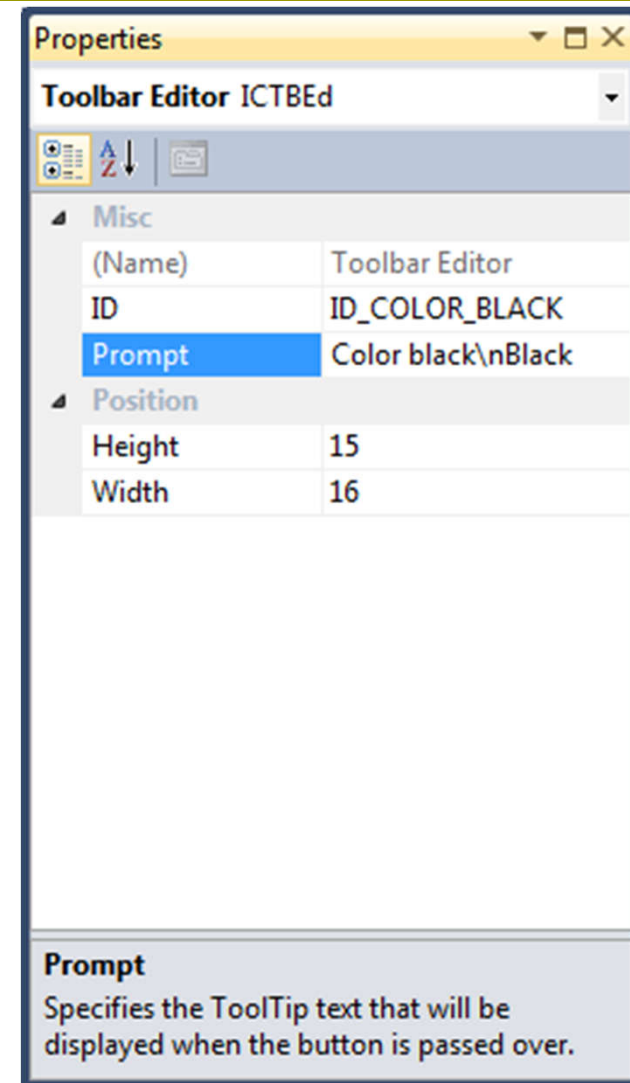 Properties
Toolbar Editor ICTBEd
A
Z
Misc
(Name) Toolbar Editor
ID ID_COLOR_BLACK
Prompt Color black\nBlack
Position
Height 15
Width 16
Prompt
Specifies the ToolTip text that will be
displayed when the button is passed over.